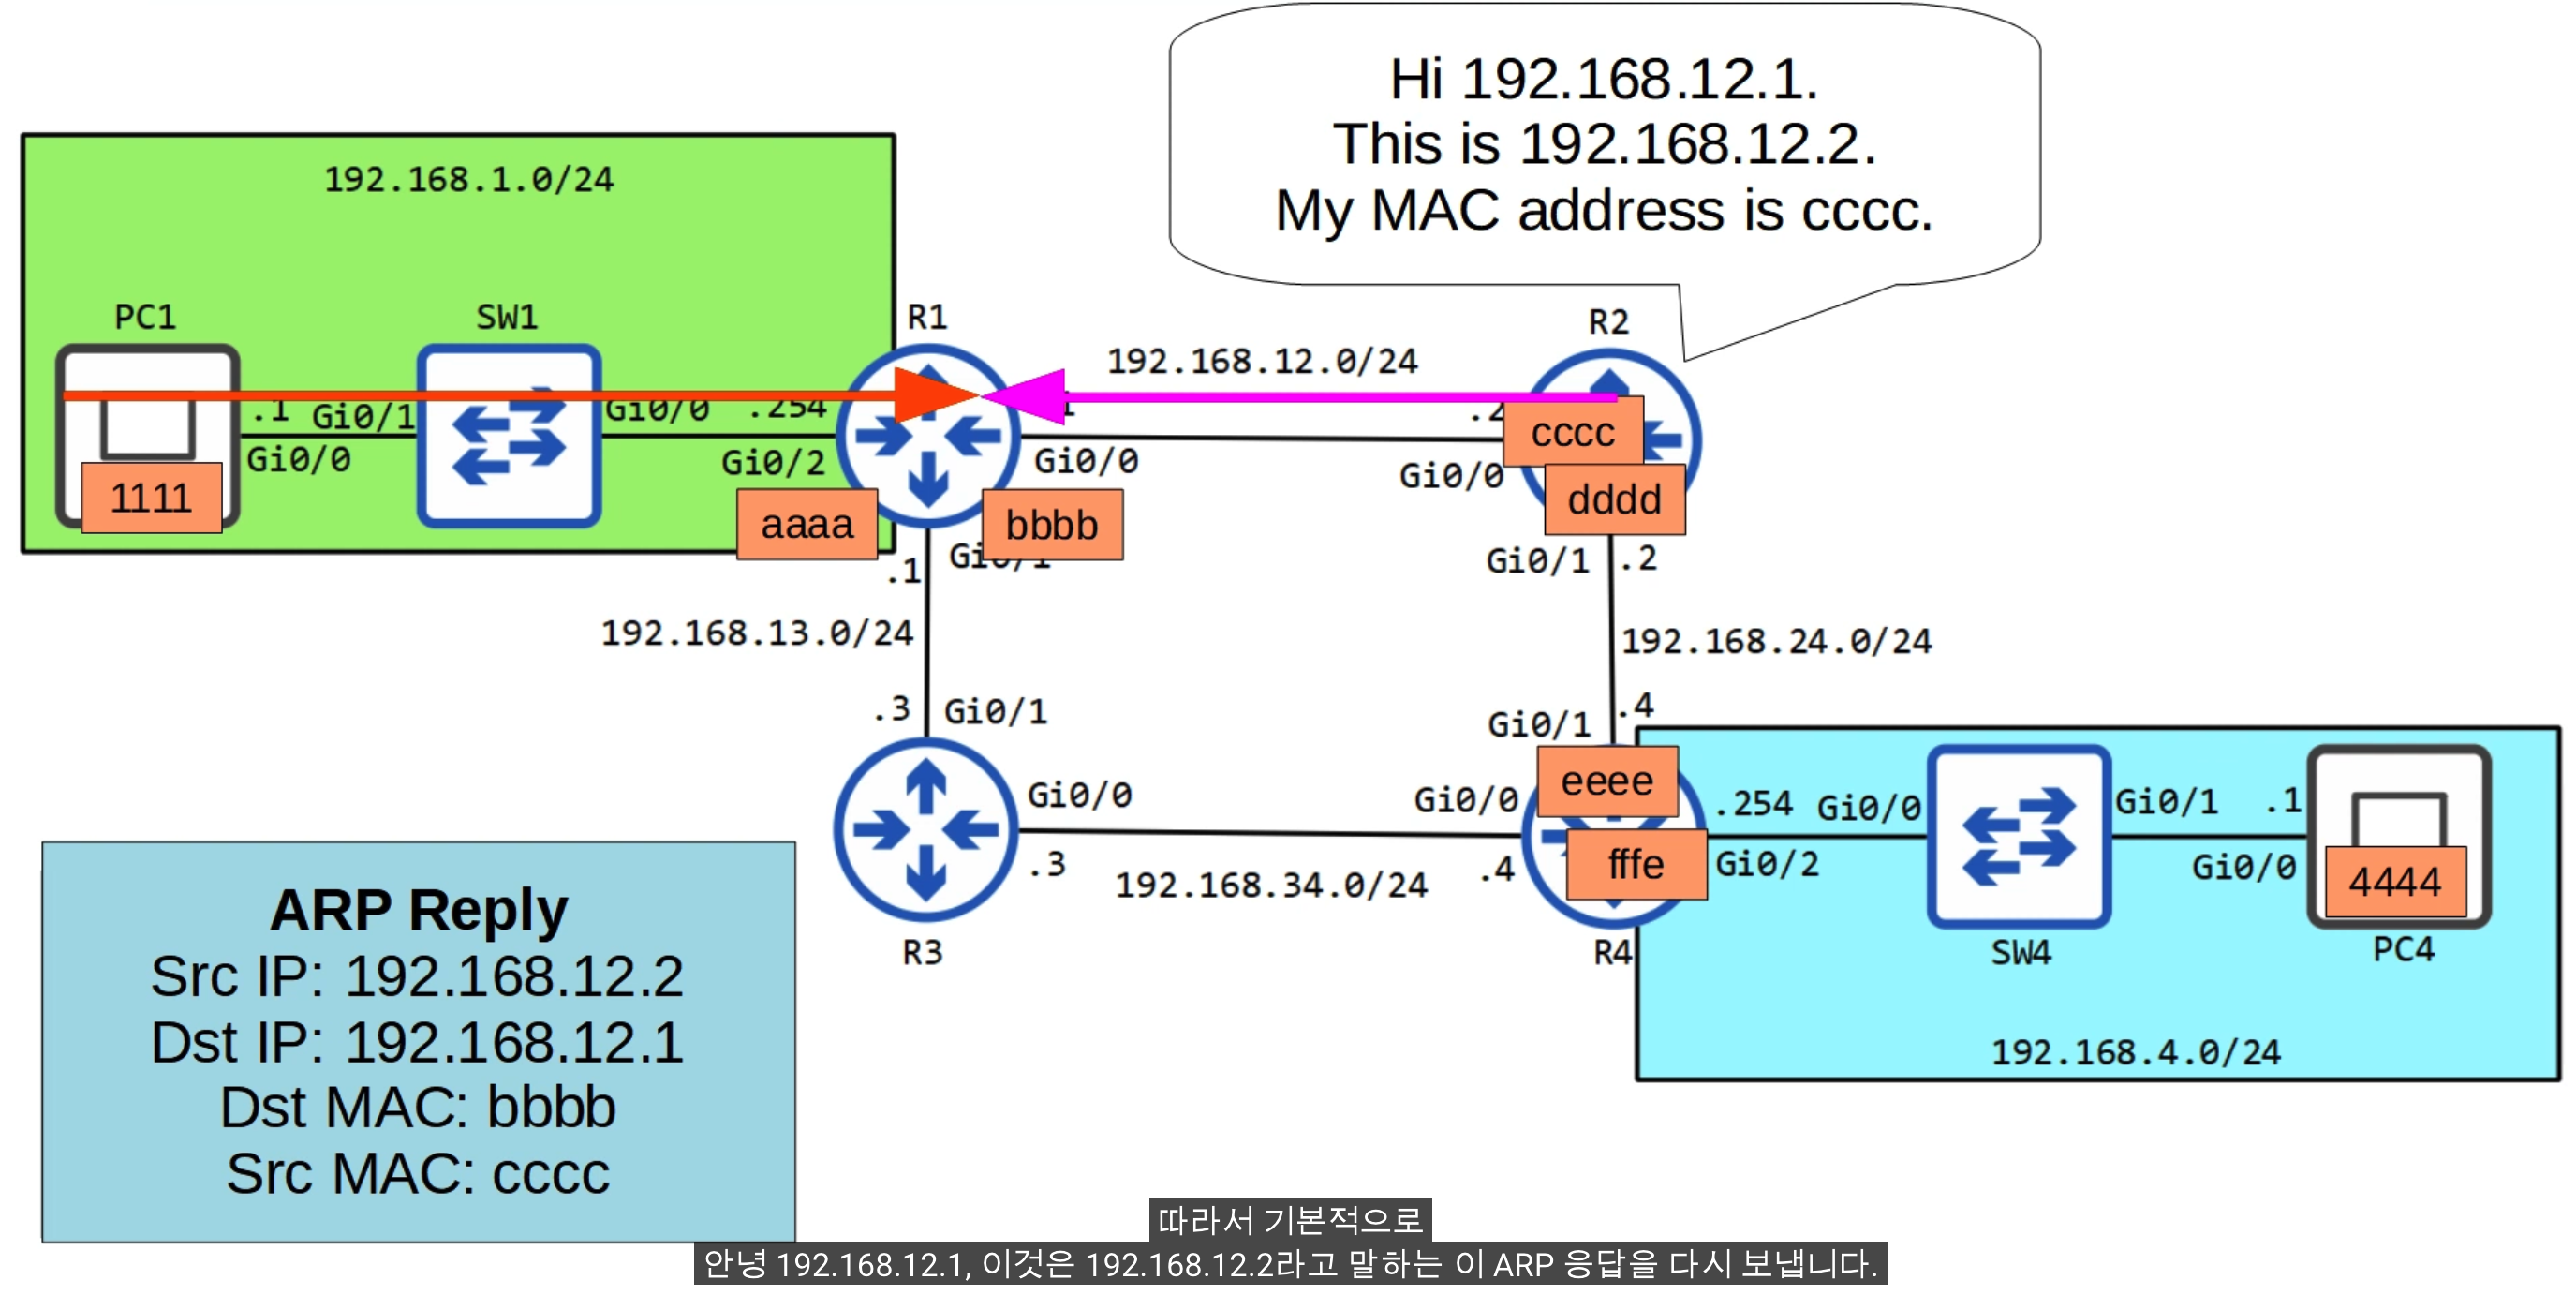 Hi 192.168.12.1.
This is 192.168.12.2.
My MAC address is cccc.
192.168.1.0/24
PC1
SW1
R1
R2
192.168.12.0/24
.1
Gi0/1
Gi0/0
.254
.2
Gi0/0
Gi0/2
Gi0/0
Gi0/0
cccc
1111
aaaa
bbbb
dddd
.1
Gi0/1
Gi0/1
.2
192.168.13.0/24
192.168.24.0/24
.3
Gi0/1
Gi0/1
.4
Gi0/0
Gi0/0
eeee
.254
Gi0/0
Gi0/1
.1
.3
192.168.34.0/24
.4
fffe
Gi0/2
Gi0/0
4444
R3
R4
SW4
PC4
192.168.4.0/24
ARP Reply
Src IP: 192.168.12.2
Dst IP: 192.168.12.1
Dst MAC: bbbb
Src MAC: cccc
따라서 기본적으로
안녕 192.168.12.1, 이것은 192.168.12.2라고 말하는 이 ARP 응답을 다시 보냅니다.